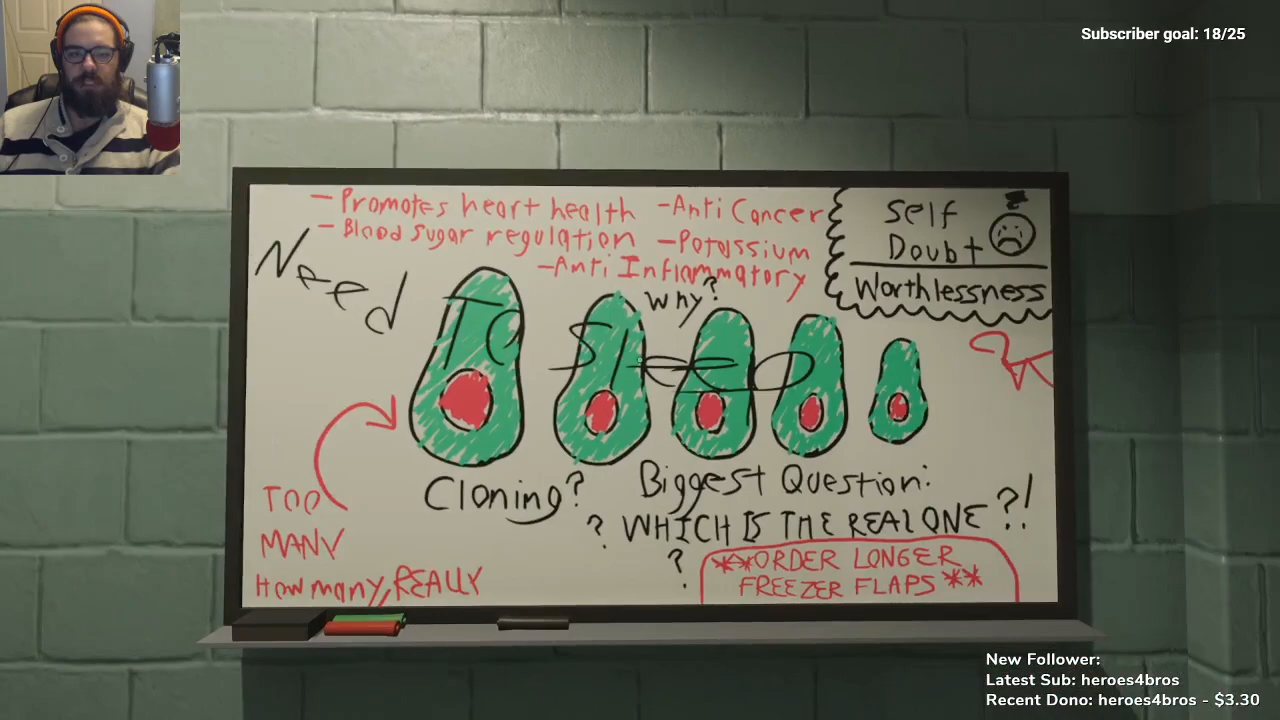 Subscriber goal: 18/25
- Promotes heart health
- Anti Cancer
- Blood sugar regulation
- Potassium
- Anti Inflammatory
Self
Doubt
Worthlessness
Need
TO Sleep
Why?
TOO
MANY
How many, REALLY
Cloning?
Biggest Question:
? WHICH IS THE REAL ONE ?!
?
**ORDER LONGER
FREEZER FLAPS **
New Follower:
Latest Sub: heroes4bros
Recent Dono: heroes4bros - $3.30